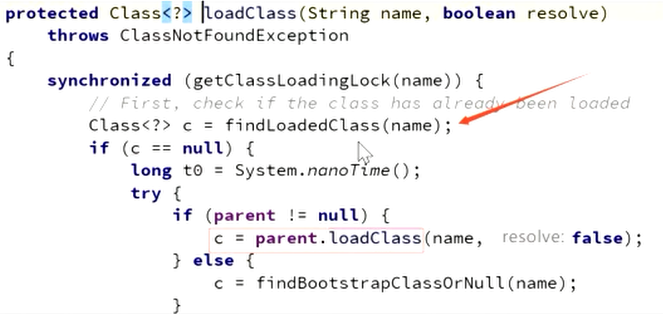 protected Class<?> loadClass(String name, boolean resolve)
    throws ClassNotFoundException
{
    synchronized (getClassLoadingLock(name)) {
        // First, check if the class has already been loaded
        Class<?> c = findLoadedClass(name);
        if (c == null) {
            long t0 = System.nanoTime();
            try {
                if (parent != null) {
                    c = parent.loadClass(name, resolve: false);
                } else {
                    c = findBootstrapClassOrNull(name);
                }